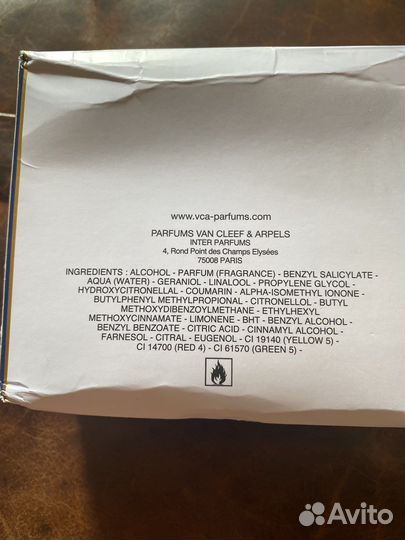 www.vca-parfums.com
PARFUMS VAN CLEEF & ARPELS
INTER PARFUMS
4, Rond Point des Champs Elysées
75008 PARIS
INGREDIENTS : ALCOHOL - PARFUM (FRAGRANCE) - BENZYL SALICYLATE -
AQUA (WATER) - GERANIOL - LINALOOL - PROPYLENE GLYCOL -
HYDROXYCITRONELLAL - COUMARIN - ALPHA-ISOMETHYL IONONE -
BUTYLPHENYL METHYLPROPIONAL - CITRONELLOL - BUTYL
METHOXYDIBENZOYLMETHANE - ETHYLHEXYL
METHOXYCINNAMATE - LIMONENE - BHT - BENZYL ALCOHOL -
BENZYL BENZOATE - CITRIC ACID - CINNAMYL ALCOHOL -
FARNESOL - CITRAL - EUGENOL - CI 19140 (YELLOW 5) -
CI 14700 (RED 4) - CI 61570 (GREEN 5) -
Avito